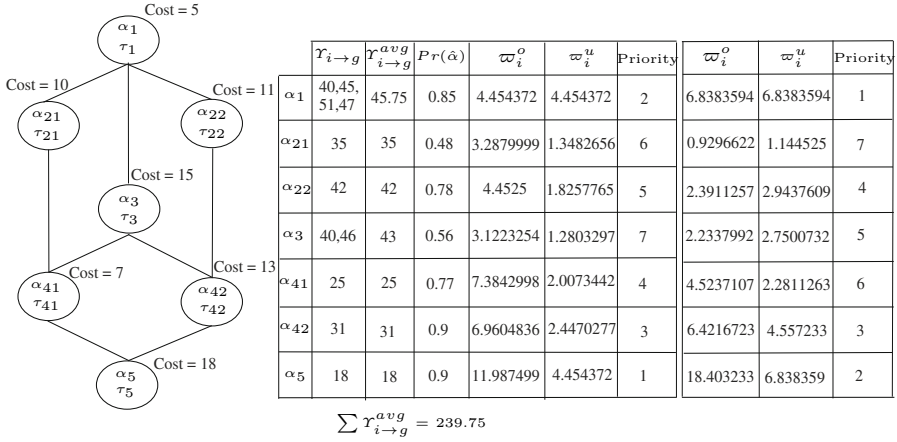 Cost = 5
α1
τ1
Cost = 10
α21
τ21
Cost = 11
α22
τ22
Cost = 15
α3
τ3
Cost = 7
α41
τ41
Cost = 13
α42
τ42
Cost = 18
α5
τ5
ϒi→g ϒ^avg i→g Pr(α̂) ϖ^o_i ϖ^u_i Priority ϖ^o_i ϖ^u_i Priority
α1 40,45, 51,47 45.75 0.85 4.454372 4.454372 2 6.8383594 6.8383594 1
α21 35 35 0.48 3.2879999 1.3482656 6 0.9296622 1.144525 7
α22 42 42 0.78 4.4525 1.8257765 5 2.3911257 2.9437609 4
α3 40,46 43 0.56 3.1223254 1.2803297 7 2.2337992 2.7500732 5
α41 25 25 0.77 7.3842998 2.0073442 4 4.5237107 2.2811263 6
α42 31 31 0.9 6.9604836 2.4470277 3 6.4216723 4.557233 3
α5 18 18 0.9 11.987499 4.454372 1 18.403233 6.838359 2
∑ ϒ^avg i→g = 239.75